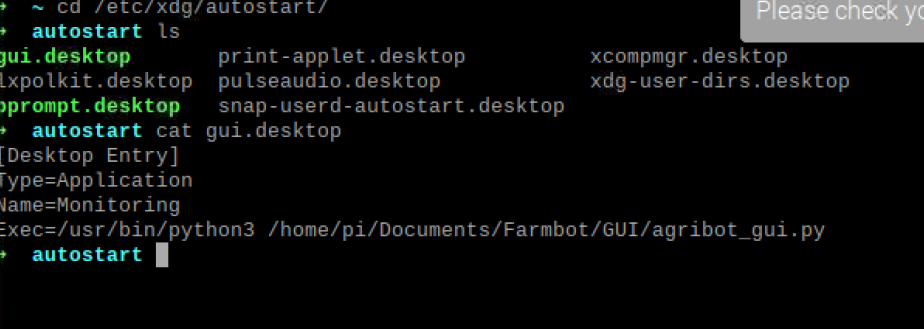 ~ cd /etc/xdg/autostart/
Please check yo
autostart ls
gui.desktop print-applet.desktop xcompmgr.desktop
lxpolkit.desktop pulseaudio.desktop xdg-user-dirs.desktop
pprompt.desktop snap-userd-autostart.desktop
autostart cat gui.desktop
[Desktop Entry]
Type=Application
Name=Monitoring
Exec=/usr/bin/python3 /home/pi/Documents/Farmbot/GUI/agribot_gui.py
autostart